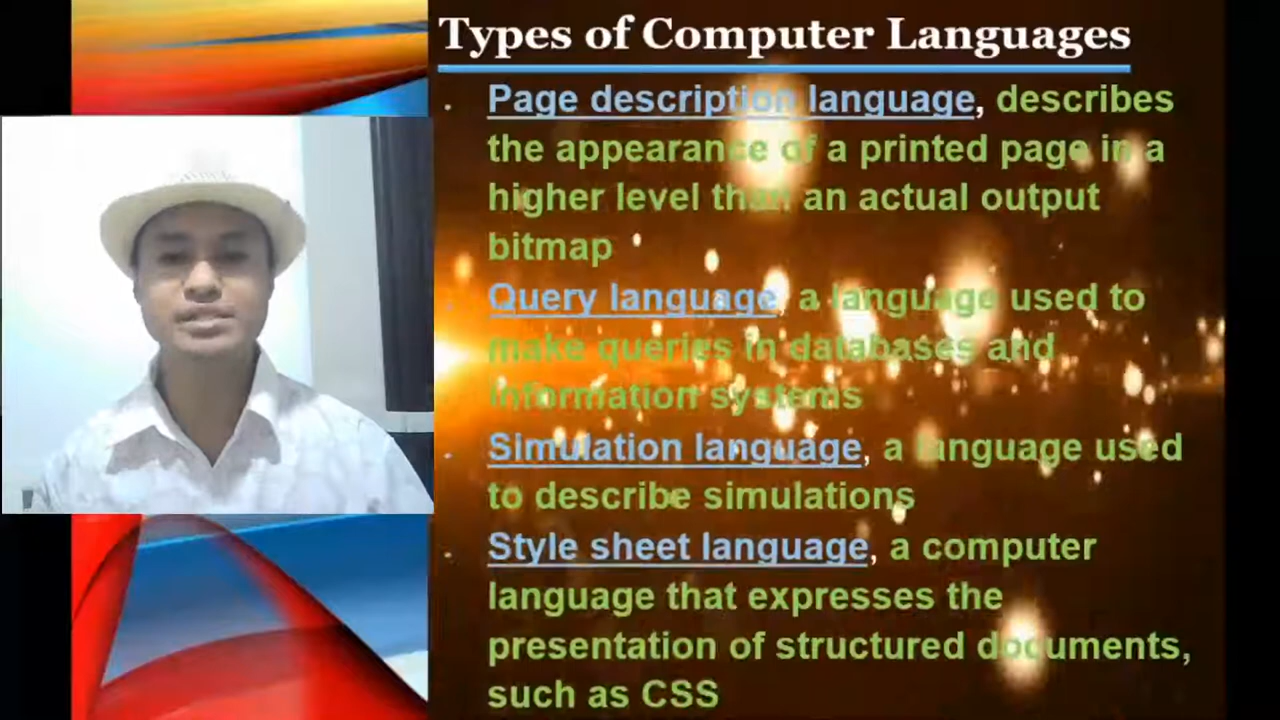 Types of Computer Languages
. Page description language, describes
the appearance of a printed page in a
higher level than an actual output
bitmap
. Query language, a language used to
make queries in databases and
information systems
. Simulation language, a language used
to describe simulations
. Style sheet language, a computer
language that expresses the
presentation of structured documents,
such as CSS